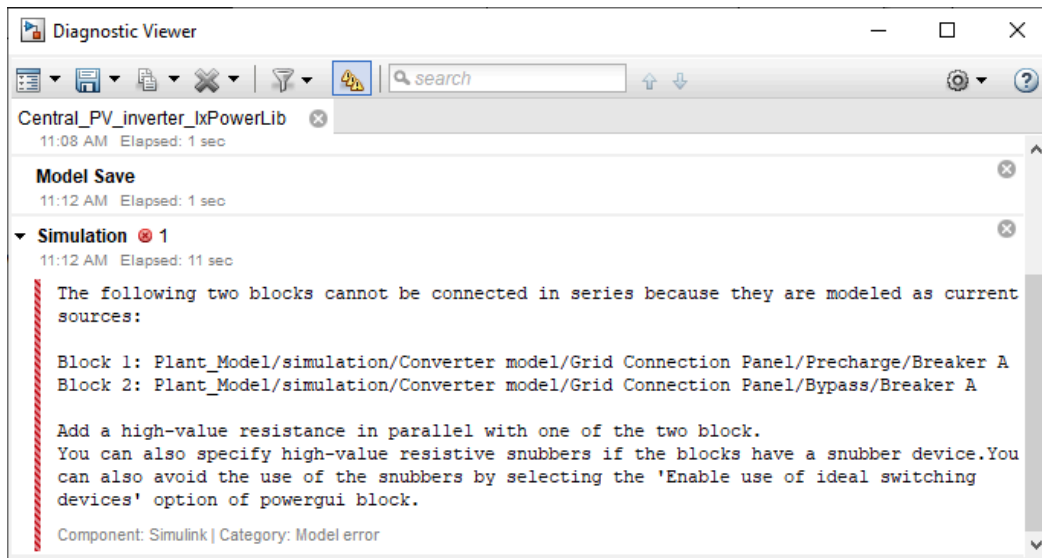 Diagnostic Viewer
search
Central_PV_inverter_lxPowerLib
11:08 AM Elapsed: 1 sec
Model Save
11:12 AM Elapsed: 1 sec
Simulation 1
11:12 AM Elapsed: 11 sec
The following two blocks cannot be connected in series because they are modeled as current
sources:
Block 1: Plant_Model/simulation/Converter model/Grid Connection Panel/Precharge/Breaker A
Block 2: Plant_Model/simulation/Converter model/Grid Connection Panel/Bypass/Breaker A
Add a high-value resistance in parallel with one of the two block.
You can also specify high-value resistive snubbers if the blocks have a snubber device.You
can also avoid the use of the snubbers by selecting the 'Enable use of ideal switching
devices' option of powergui block.
Component: Simulink | Category: Model error